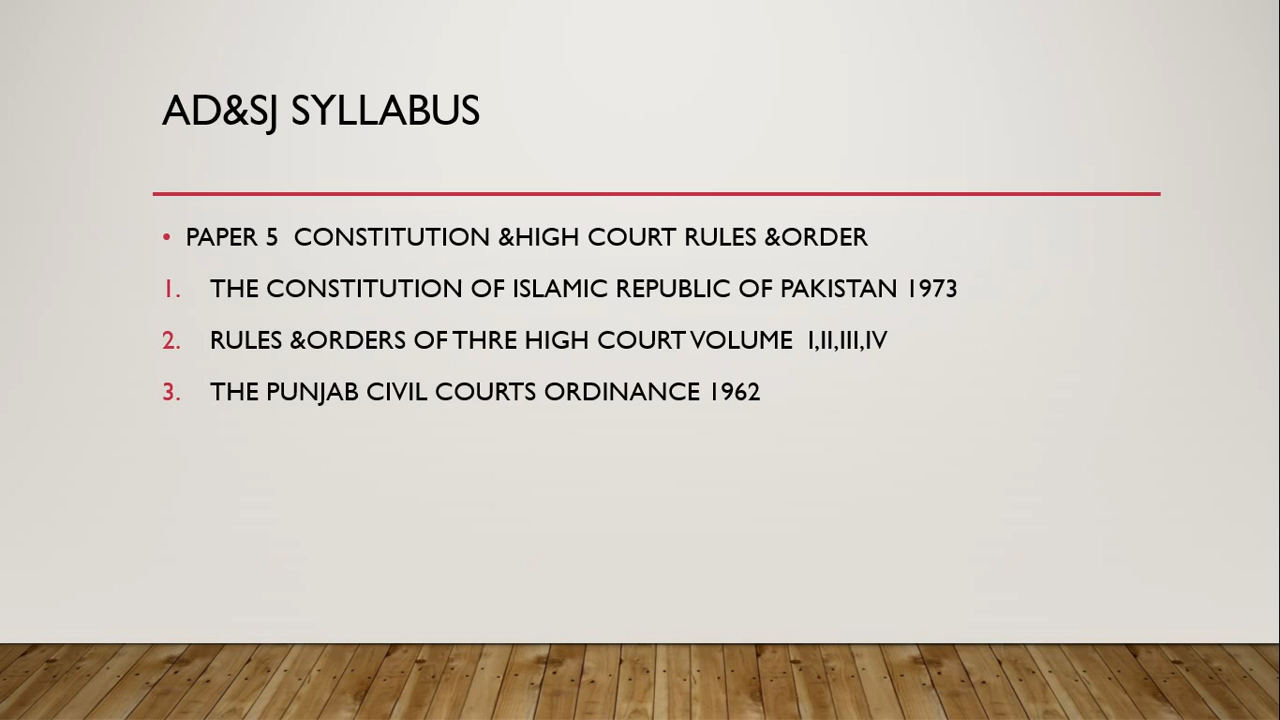 AD&SJ SYLLABUS
• PAPER 5 CONSTITUTION &HIGH COURT RULES &ORDER
1. THE CONSTITUTION OF ISLAMIC REPUBLIC OF PAKISTAN 1973
2. RULES &ORDERS OF THRE HIGH COURT VOLUME I,II,III,IV
3. THE PUNJAB CIVIL COURTS ORDINANCE 1962